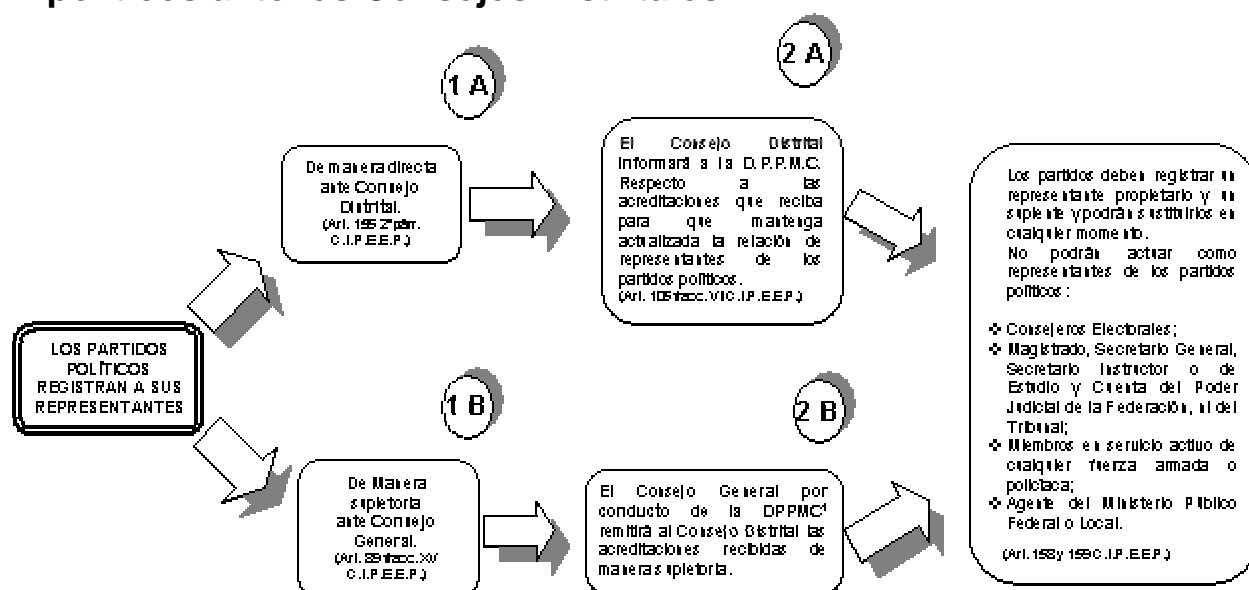 1 A
2 A
De manera directa
ante Consejo
Distrital.
(Art. 155 2° párr.
C.I.P.E.E.P.)
El Consejo Distrital
informará a la D.P.P.M.C.
Respecto a las
acreditaciones que reciba
para que mantenga
actualizada la relación de
representantes de los
partidos políticos.
(Art. 105 fracc. VI C.I.P.E.E.P.)
LOS PARTIDOS
POLÍTICOS
REGISTRAN A SUS
REPRESENTANTES
1 B
2 B
De Manera
supletoria
ante Consejo
General.
(Art. 89 fracc. XV
C.I.P.E.E.P.)
El Consejo General por
conducto de la DPPMC
remitirá al Consejo Distrital las
acreditaciones recibidas de
manera supletoria.
Los partidos deben registrar un
representante propietario y un
suplente y podrán sustituirlos en
cualquier momento.
No podrán actuar como
representantes de los partidos
políticos:
❖ Consejeros Electorales;
❖ Magistrado, Secretario General,
Secretario Instructor o de
Estudio y Cuenta del Poder
Judicial de la Federación, ni del
Tribunal;
❖ Miembros en servicio activo de
cualquier fuerza armada o
policíaca;
❖ Agente del Ministerio Público
Federal o Local.
(Art. 158 y 159 C.I.P.E.E.P.)